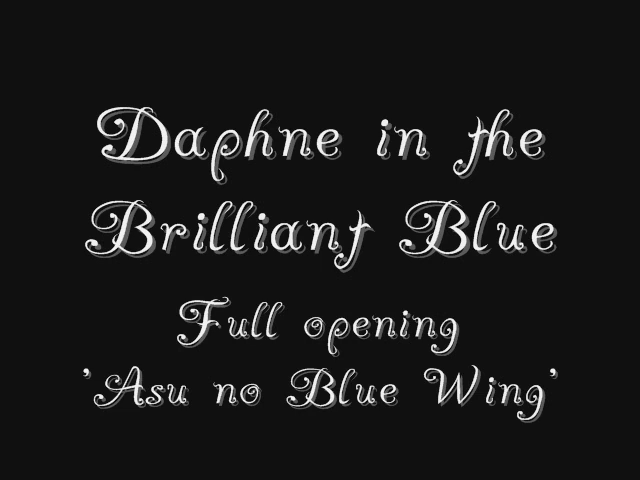 Daphne in the
Brilliant Blue
Full opening
'Asu no Blue Wing'